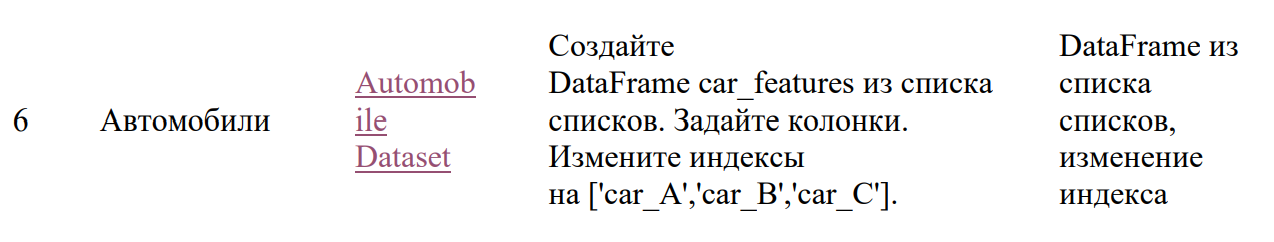 6
Автомобили
Automob
ile
Dataset
Создайте
DataFrame car_features из списка
списков. Задайте колонки.
Измените индексы
на ['car_A','car_B','car_C'].
DataFrame из
списка
списков,
изменение
индекса